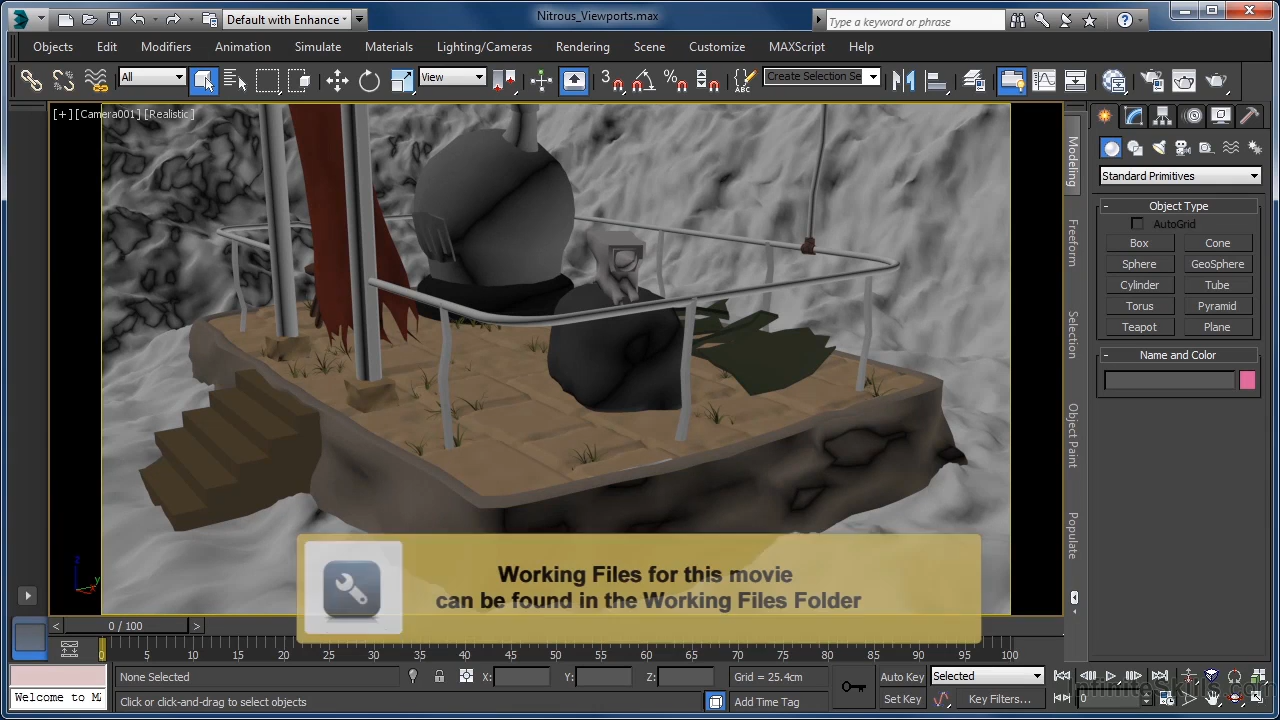 Default with Enhance
Nitrous_Viewports.max
Type a keyword or phrase
Objects
Edit
Modifiers
Animation
Simulate
Materials
Lighting/Cameras
Rendering
Scene
Customize
MAXScript
Help
All
View
3
%
ABC
Create Selection Se
[+] [Camera001] [Realistic]
Modeling
Freeform
Selection
Object Paint
Populate
Standard Primitives
- Object Type
AutoGrid
Box Cone
Sphere GeoSphere
Cylinder Tube
Torus Pyramid
Teapot Plane
- Name and Color
z
y
Working Files for this movie
can be found in the Working Files Folder
< 0 / 100 >
0 5 15 20 25 30 35 40 45 50 55 60 65 70 75 80 85 90 95 100
None Selected
X:
Y:
Z:
Grid = 25.4cm
Auto Key
Selected
Welcome to M
Click or click-and-drag to select objects
Add Time Tag
Set Key
Key Filters...
0